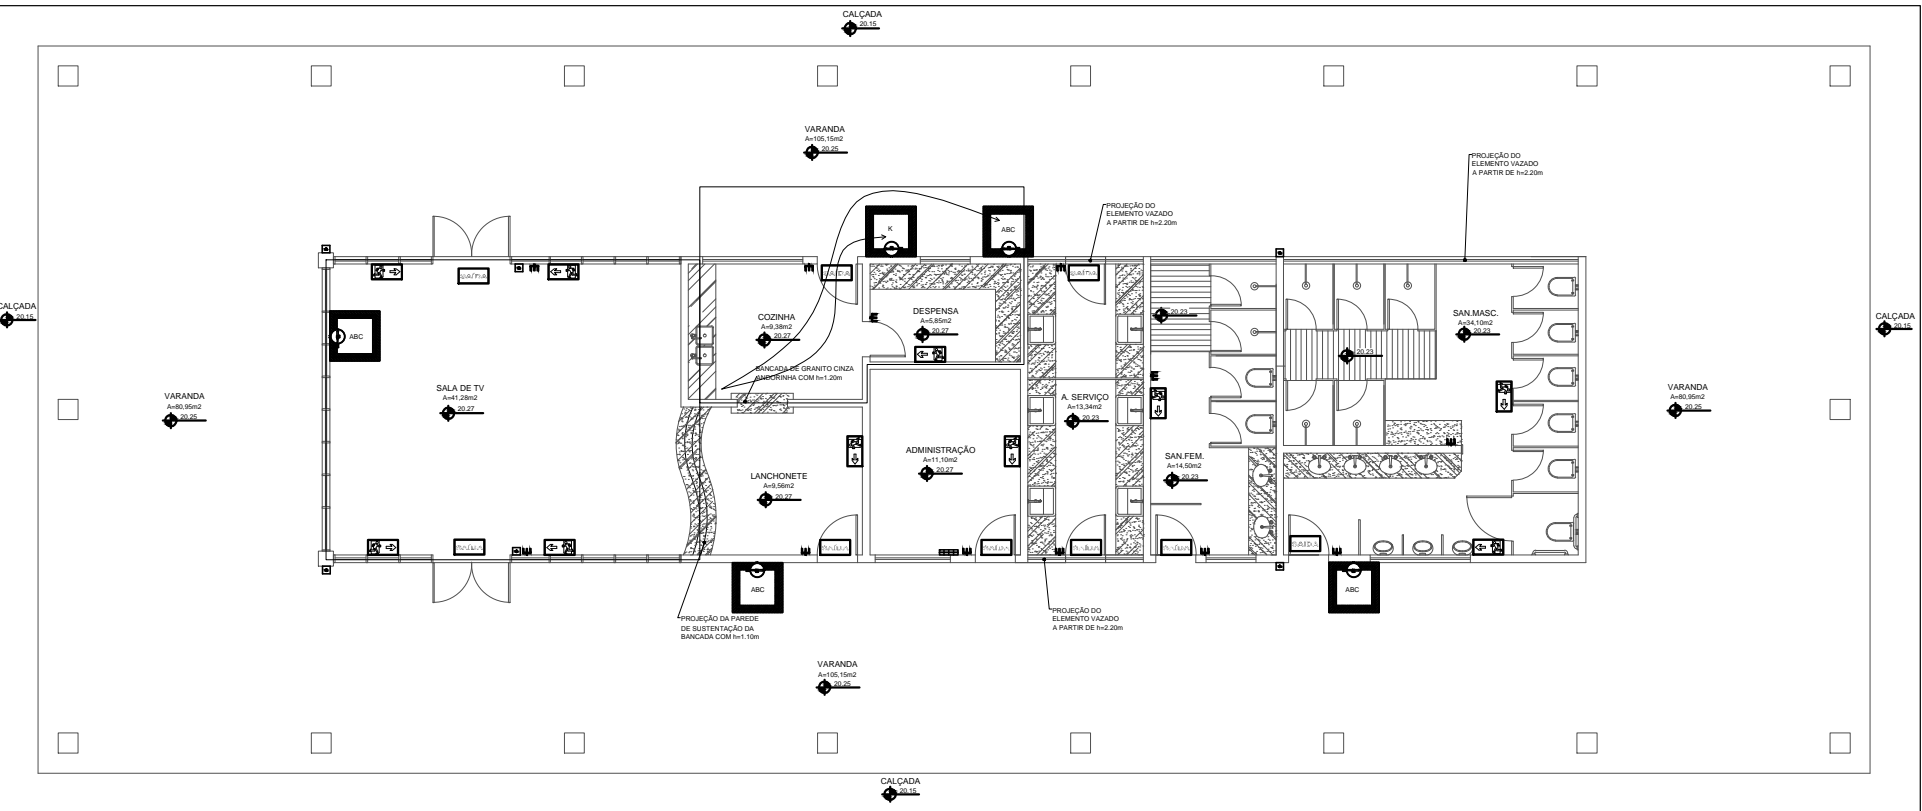 CALÇADA
20.15
VARANDA
A=105,15m2
20.25
PROJEÇÃO DO
ELEMENTO VAZADO
A PARTIR DE h=2.20m
PROJEÇÃO DO
ELEMENTO VAZADO
A PARTIR DE h=2.20m
K
ABC
CALÇADA
20.15
ABC
COZINHA
A=9,38m2
20.27
DESPENSA
A=5,85m2
20.27
20.23
20.23
SAN.MASC.
A=34,10m2
20.23
CALÇADA
20.15
BANCADA DE GRANITO CINZA
ANDORINHA COM h=1.20m
VARANDA
A=80,95m2
20.25
SALA DE TV
A=41,28m2
20.27
A. SERVIÇO
A=13,34m2
20.23
VARANDA
A=80,95m2
20.25
ADMINISTRAÇÃO
A=11,10m2
20.27
SAN.FEM.
A=14,50m2
20.23
LANCHONETE
A=9,56m2
20.27
ABC
ABC
PROJEÇÃO DA PAREDE
DE SUSTENTAÇÃO DA
BANCADA COM h=1.10m
PROJEÇÃO DO
ELEMENTO VAZADO
A PARTIR DE h=2.20m
VARANDA
A=105,15m2
20.25
CALÇADA
20.15